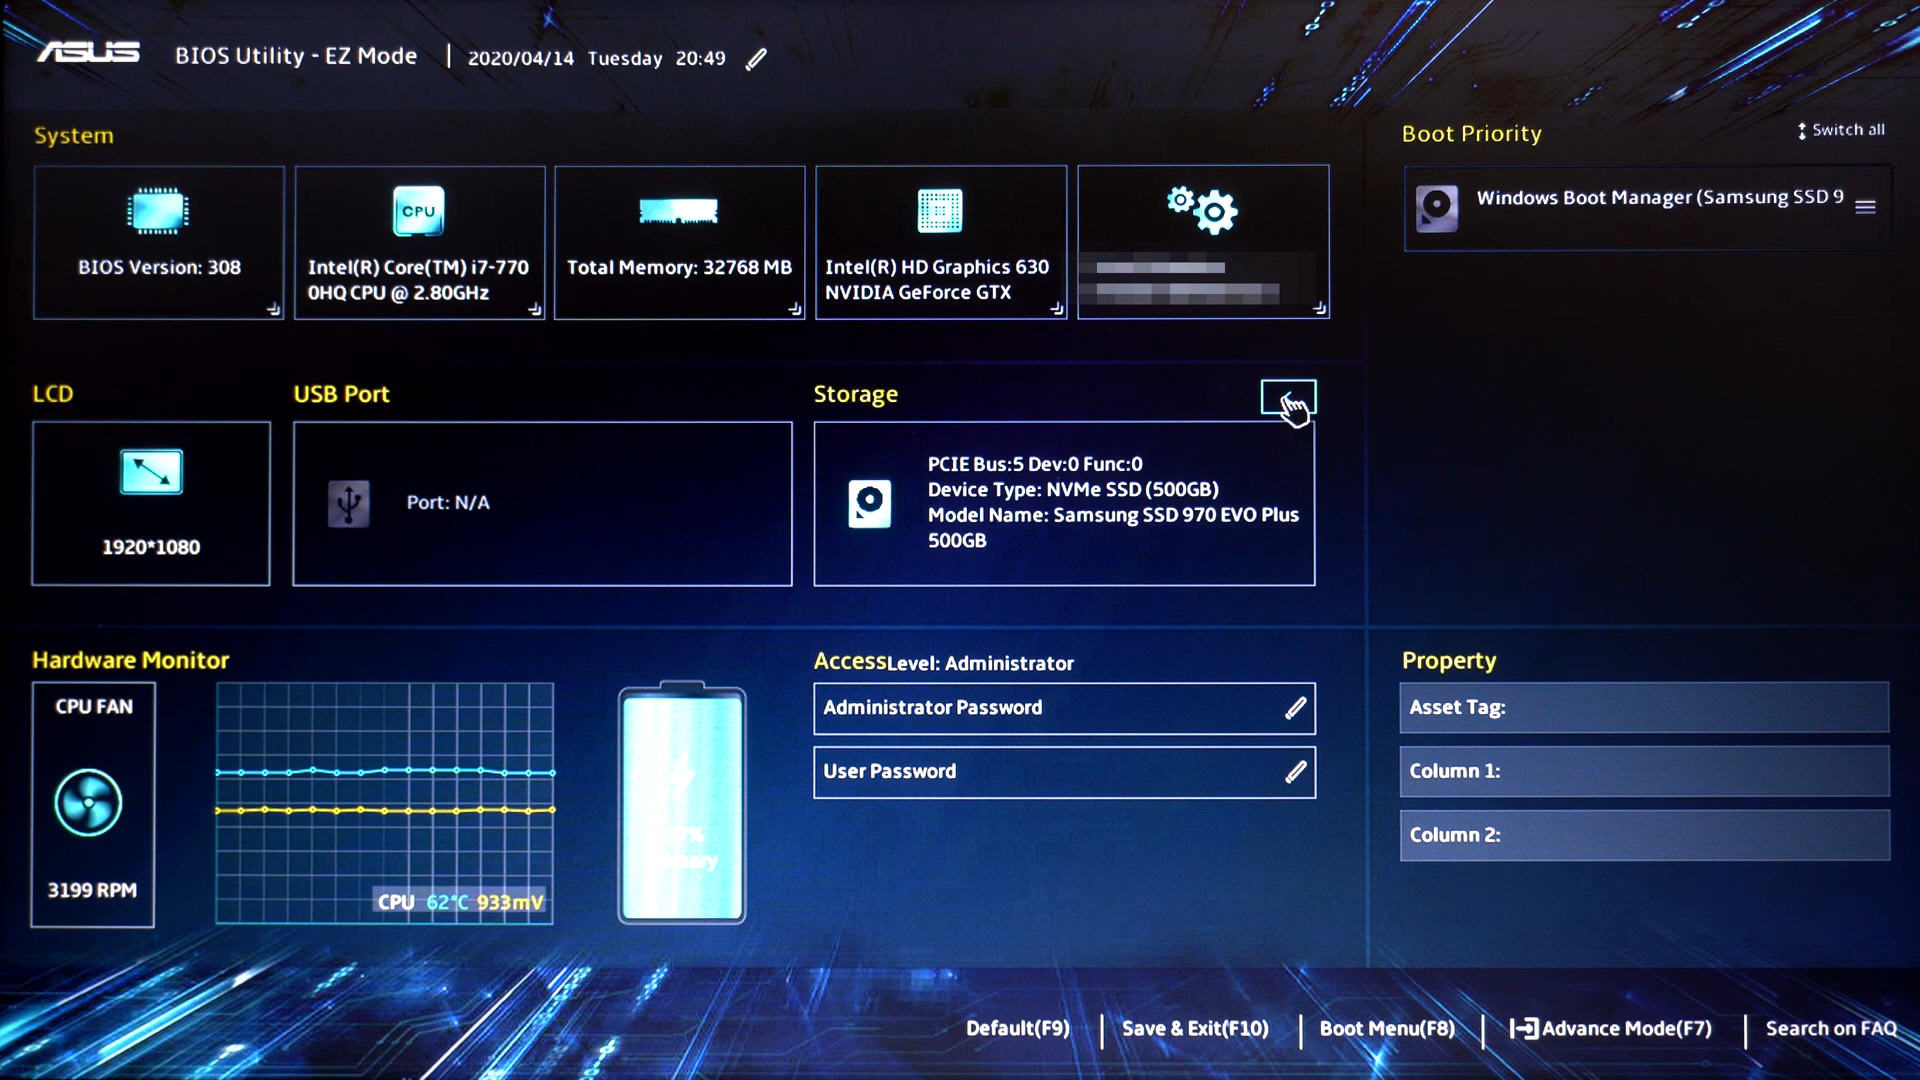 ASUS
BIOS Utility - EZ Mode
2020/04/14 Tuesday 20:49
System
BIOS Version: 308
CPU
Intel(R) Core(TM) i7-770
0HQ CPU @ 2.80GHz
Total Memory: 32768 MB
Intel(R) HD Graphics 630
NVIDIA GeForce GTX
Boot Priority
Switch all
Windows Boot Manager (Samsung SSD 9
LCD
1920*1080
USB Port
Port: N/A
Storage
PCIE Bus:5 Dev:0 Func:0
Device Type: NVMe SSD (500GB)
Model Name: Samsung SSD 970 EVO Plus
500GB
Hardware Monitor
CPU FAN
3199 RPM
CPU 62°C 933mV
AccessLevel: Administrator
Administrator Password
User Password
Property
Asset Tag:
Column 1:
Column 2:
Default(F9)
Save & Exit(F10)
Boot Menu(F8)
Advance Mode(F7)
Search on FAQ